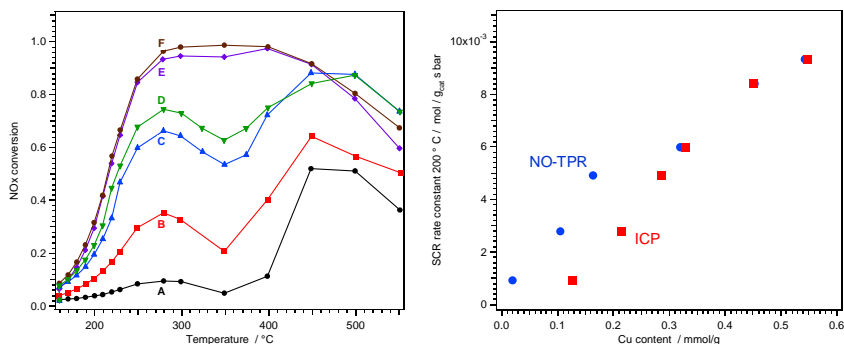 1.0
0.8
0.6
0.4
0.2
0.0
NOx conversion
F
E
D
C
B
A
200
300
400
500
Temperature / °C
10x10⁻³
8
6
4
2
0
SCR rate constant 200 ° C / mol / g_cat s bar
NO-TPR
ICP
0.0
0.1
0.2
0.3
0.4
0.5
0.6
Cu content / mmol/g